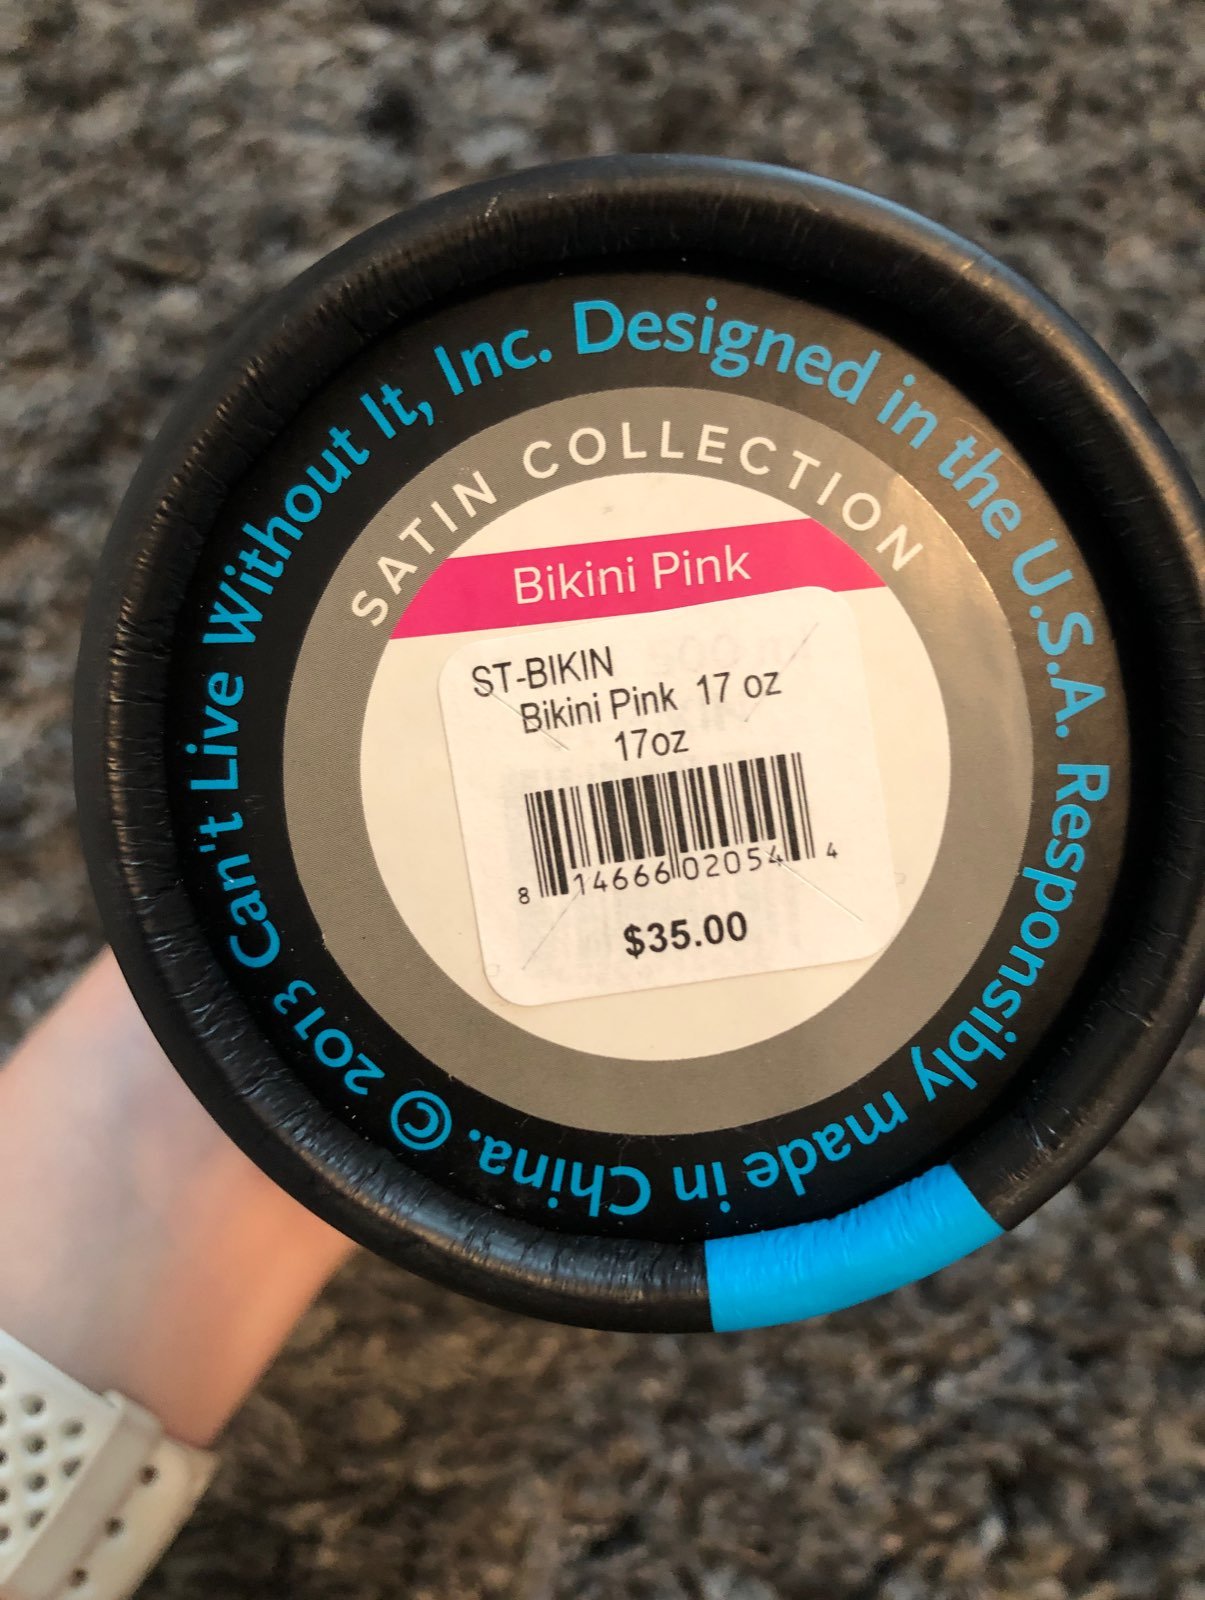 © 2013 Can't Live Without It, Inc. Designed in the U.S.A. Responsibly made in China.
SATIN COLLECTION
Bikini Pink
ST-BIKIN
Bikini Pink 17 oz
17oz
8 14666 02054 4
$35.00